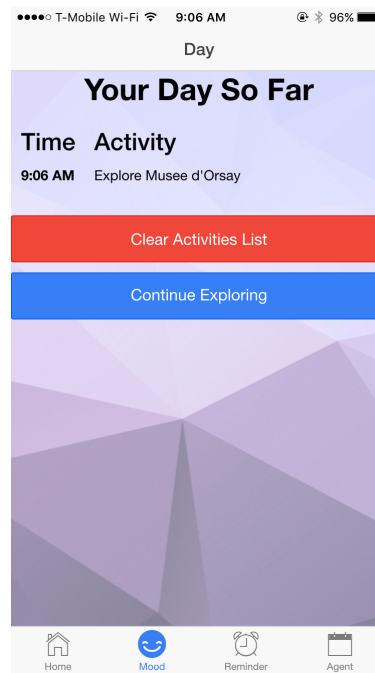 T-Mobile Wi-Fi 9:06 AM 96%
Day
Your Day So Far
Time Activity
9:06 AM Explore Musee d'Orsay
Clear Activities List
Continue Exploring
Home Mood Reminder Agent